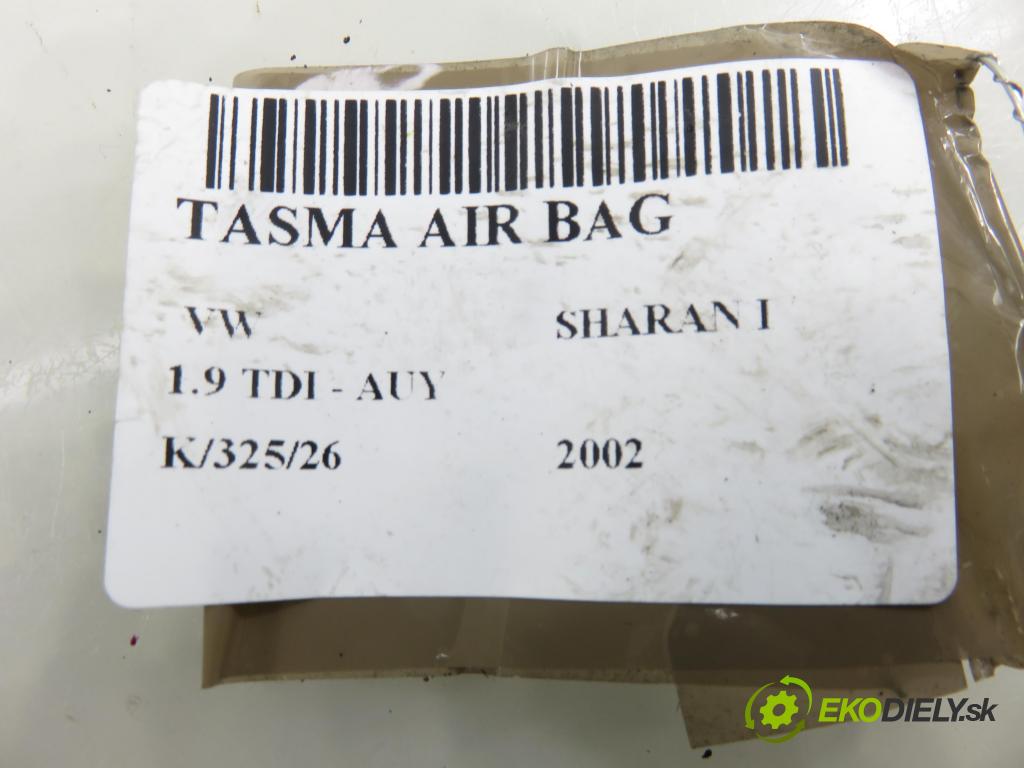 TASMA AIR BAG
VW SHARAN I
1.9 TDI - AUY
K/325/26 2002
EKODIELY.sk